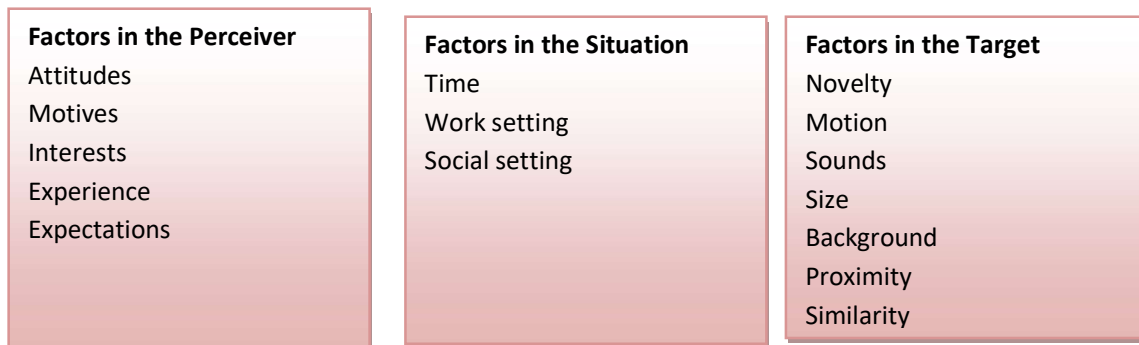 Factors in the Perceiver
Attitudes
Motives
Interests
Experience
Expectations
Factors in the Situation
Time
Work setting
Social setting
Factors in the Target
Novelty
Motion
Sounds
Size
Background
Proximity
Similarity